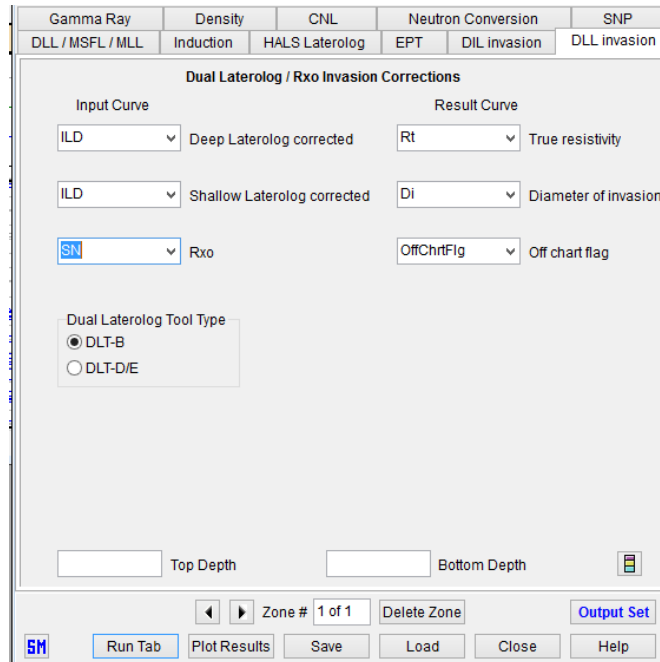 Gamma Ray Density CNL Neutron Conversion SNP
DLL / MSFL / MLL Induction HALS Laterolog EPT DIL invasion DLL invasion
Dual Laterolog / Rxo Invasion Corrections
Input Curve Result Curve
ILD Deep Laterolog corrected Rt True resistivity
ILD Shallow Laterolog corrected Di Diameter of invasion
SN Rxo OffChrtFlg Off chart flag
Dual Laterolog Tool Type
DLT-B
DLT-D/E
Top Depth Bottom Depth
Zone # 1 of 1 Delete Zone Output Set
SM Run Tab Plot Results Save Load Close Help